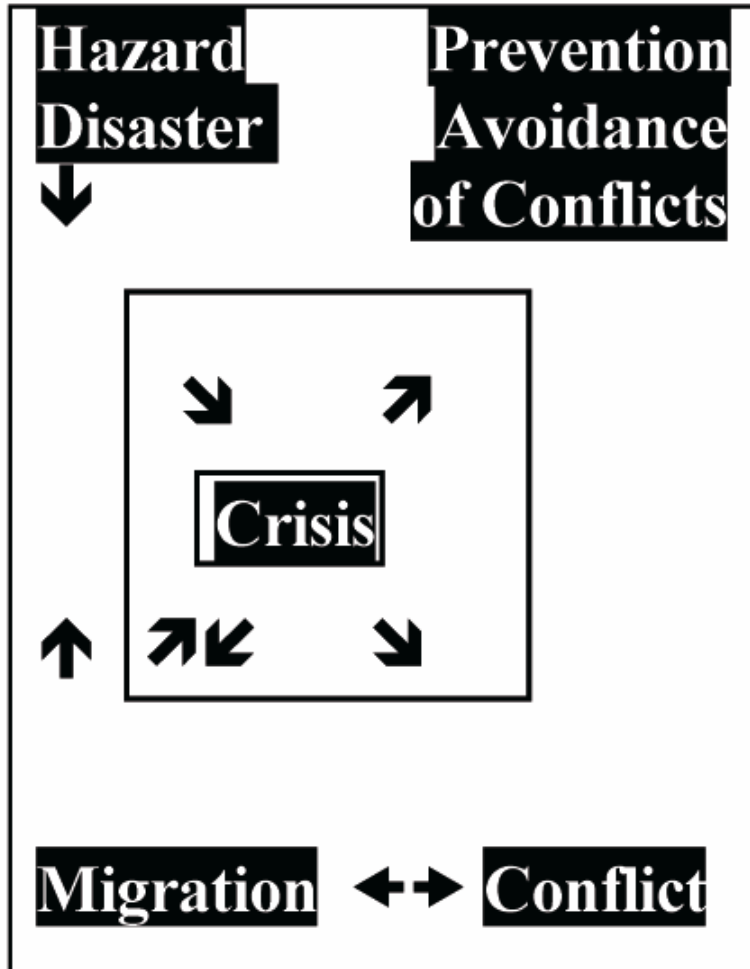 Hazard
Disaster
Prevention
Avoidance
of Conflicts
Crisis
Migration
Conflict